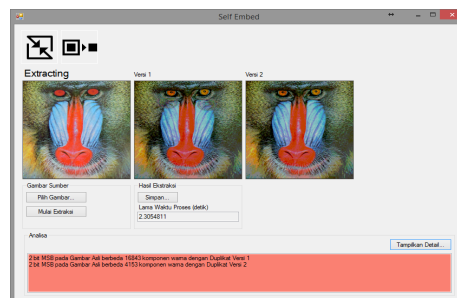 Self Embed
Extracting
Versi 1
Versi 2
Gambar Sumber
Pilih Gambar...
Mulai Extraksi
Hasil Ekstraksi
Simpan...
Lama Waktu Proses (detik)
2.3054811
Analisa
Tampilkan Detail...
2 bit MSB pada Gambar Asli berbeda 16843 komponen warna dengan Duplikat Versi 1
2 bit MSB pada Gambar Asli berbeda 4153 komponen warna dengan Duplikat Versi 2